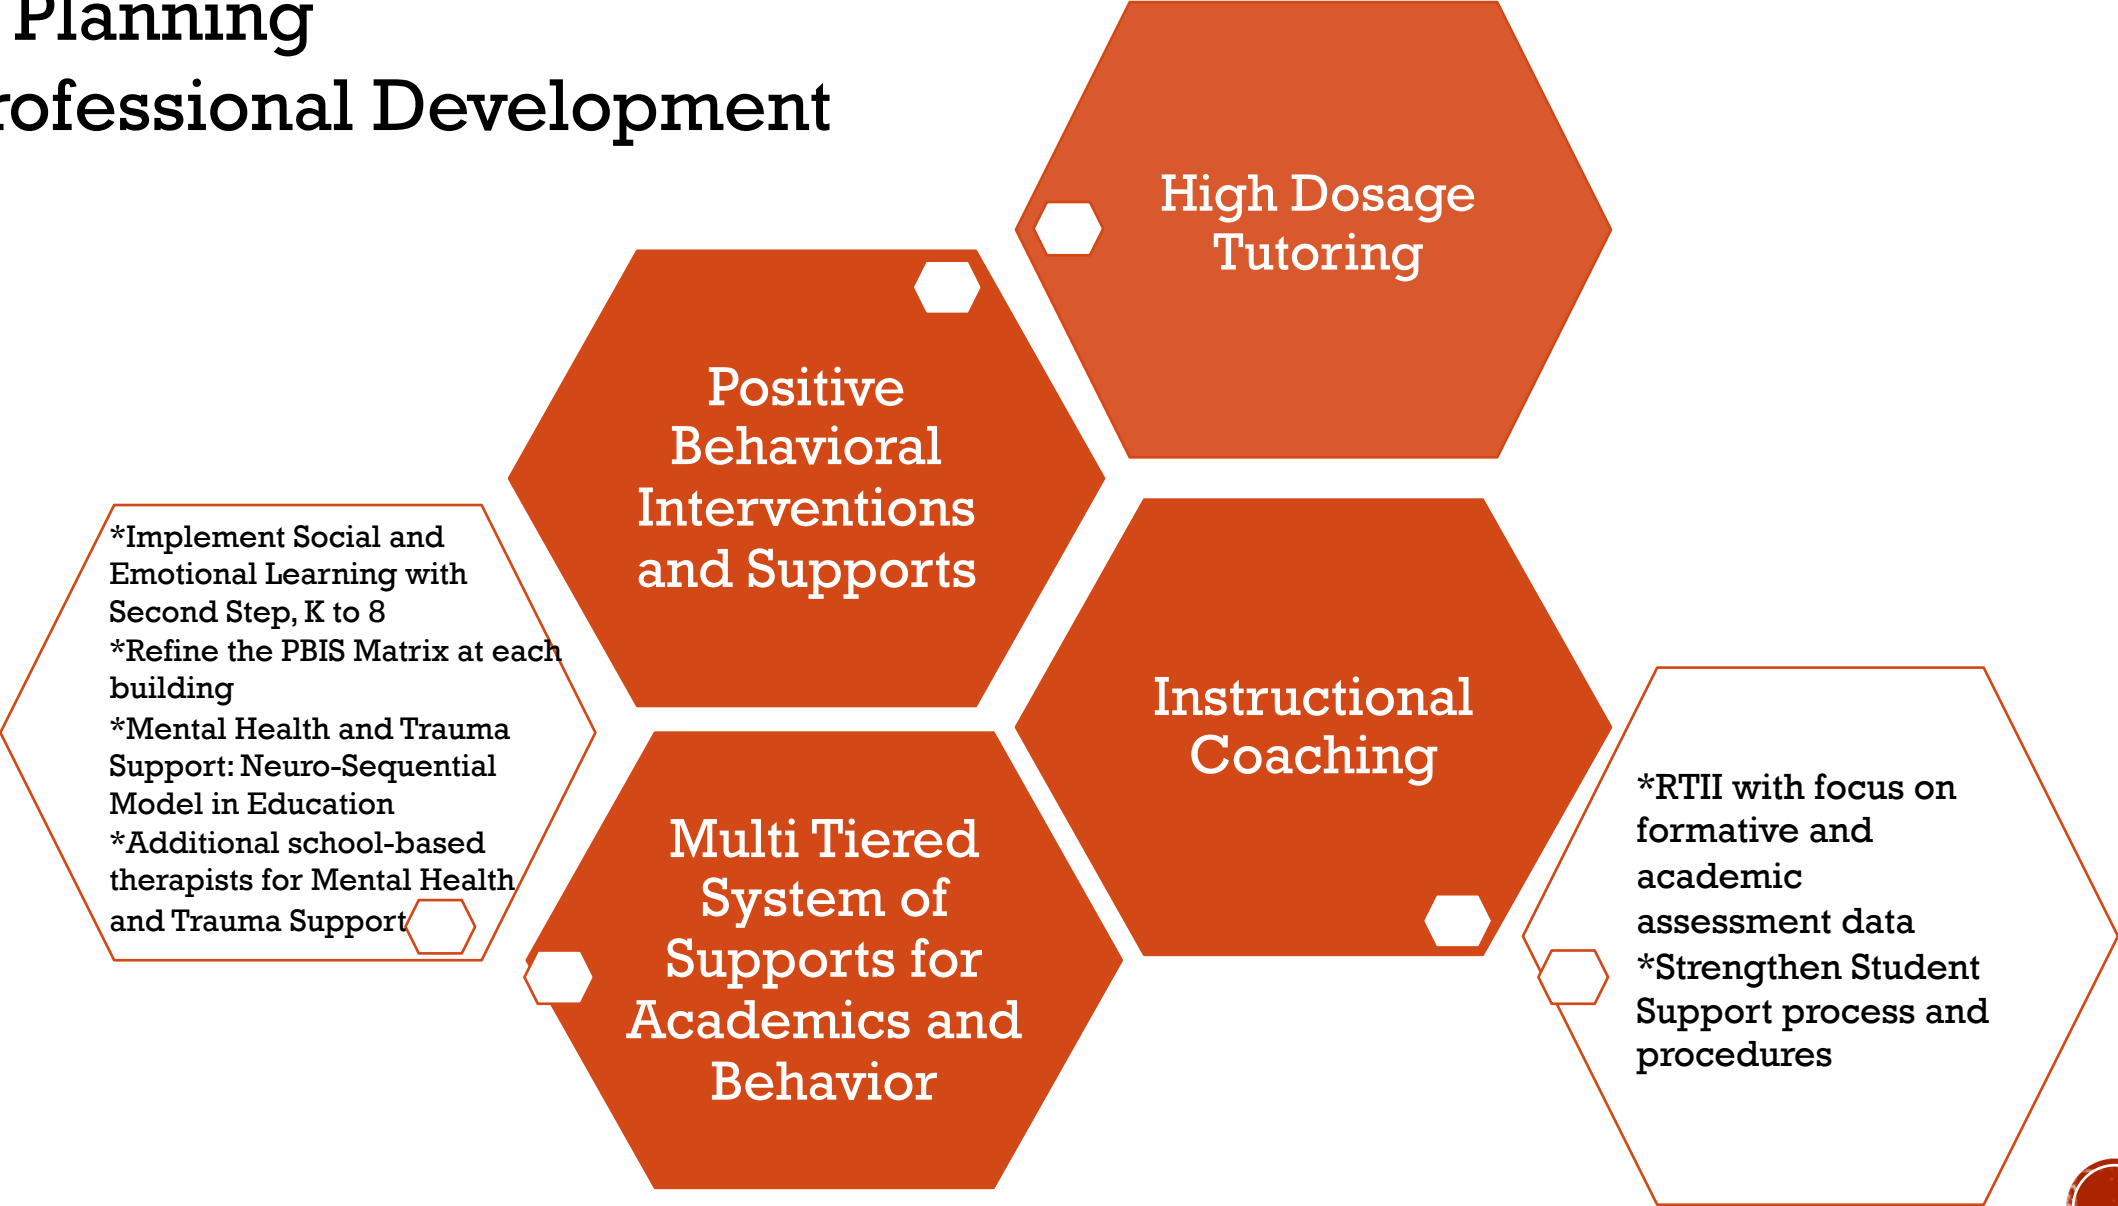 Planning
rofessional Development
High Dosage
Tutoring
Positive
Behavioral
Interventions
and Supports
*Implement Social and
Emotional Learning with
Second Step, K to 8
*Refine the PBIS Matrix at each
building
*Mental Health and Trauma
Support: Neuro-Sequential
Model in Education
*Additional school-based
therapists for Mental Health
and Trauma Support
Instructional
Coaching
Multi Tiered
System of
Supports for
Academics and
Behavior
*RTII with focus on
formative and
academic
assessment data
*Strengthen Student
Support process and
procedures